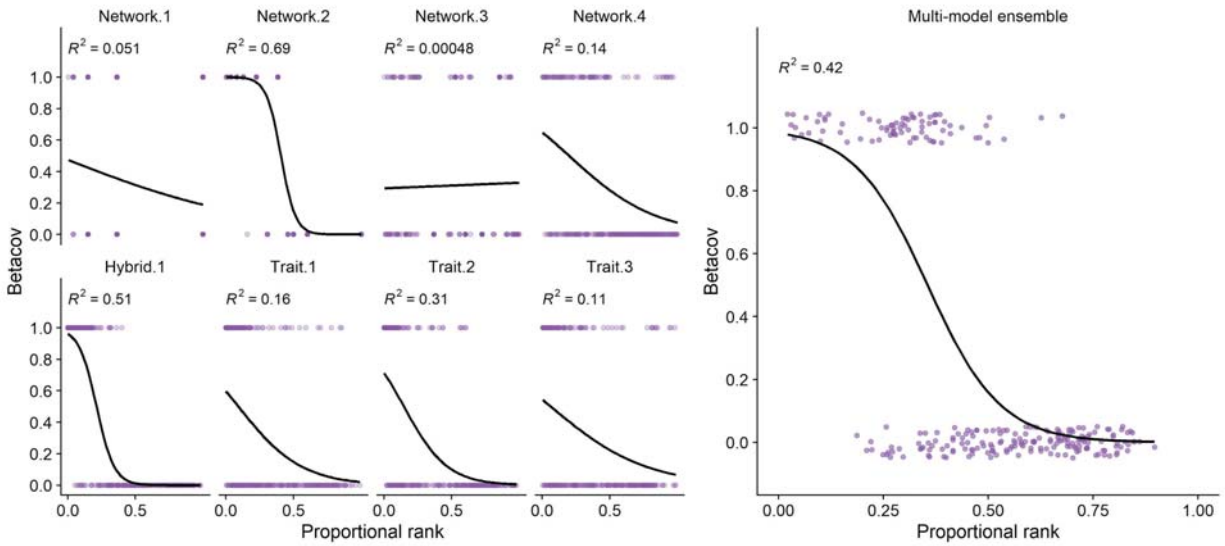 Network.1
Network.2
Network.3
Network.4
Multi-model ensemble
R² = 0.051
R² = 0.69
R² = 0.00048
R² = 0.14
R² = 0.42
1.0
0.8
0.6
0.4
0.2
0.0
Betacov
Hybrid.1
Trait.1
Trait.2
Trait.3
R² = 0.51
R² = 0.16
R² = 0.31
R² = 0.11
1.0
0.8
0.6
0.4
0.2
0.0
0.0
0.5
0.0
0.5
0.0
0.5
0.0
0.5
Proportional rank
1.0
0.8
0.6
0.4
0.2
0.0
Betacov
0.00
0.25
0.50
0.75
1.00
Proportional rank